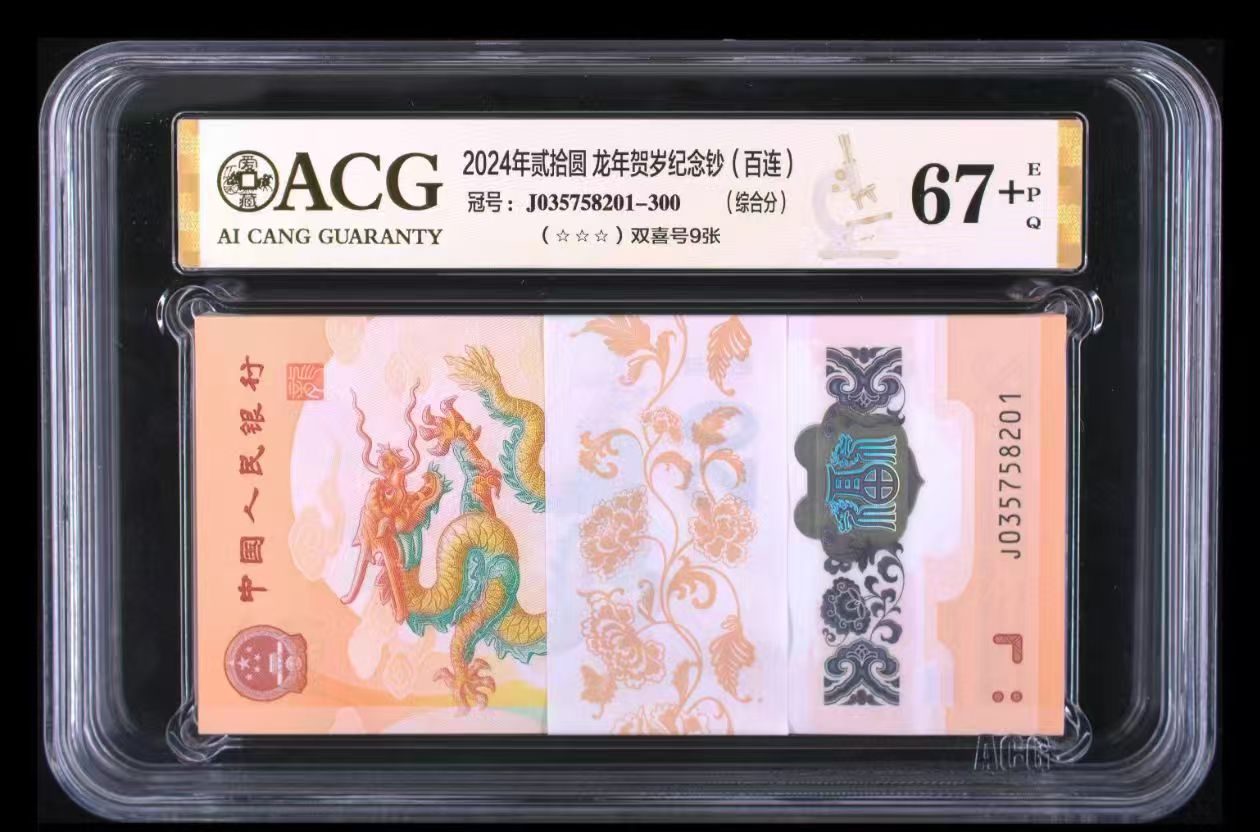 ACG
AI CANG GUARANTY
2024年贰拾圆 龙年贺岁纪念钞（百连）
冠号：J035758201-300 （综合分）
（☆☆☆）双喜号9张
67+
EPQ
中国人民银行
J035758201
ACG